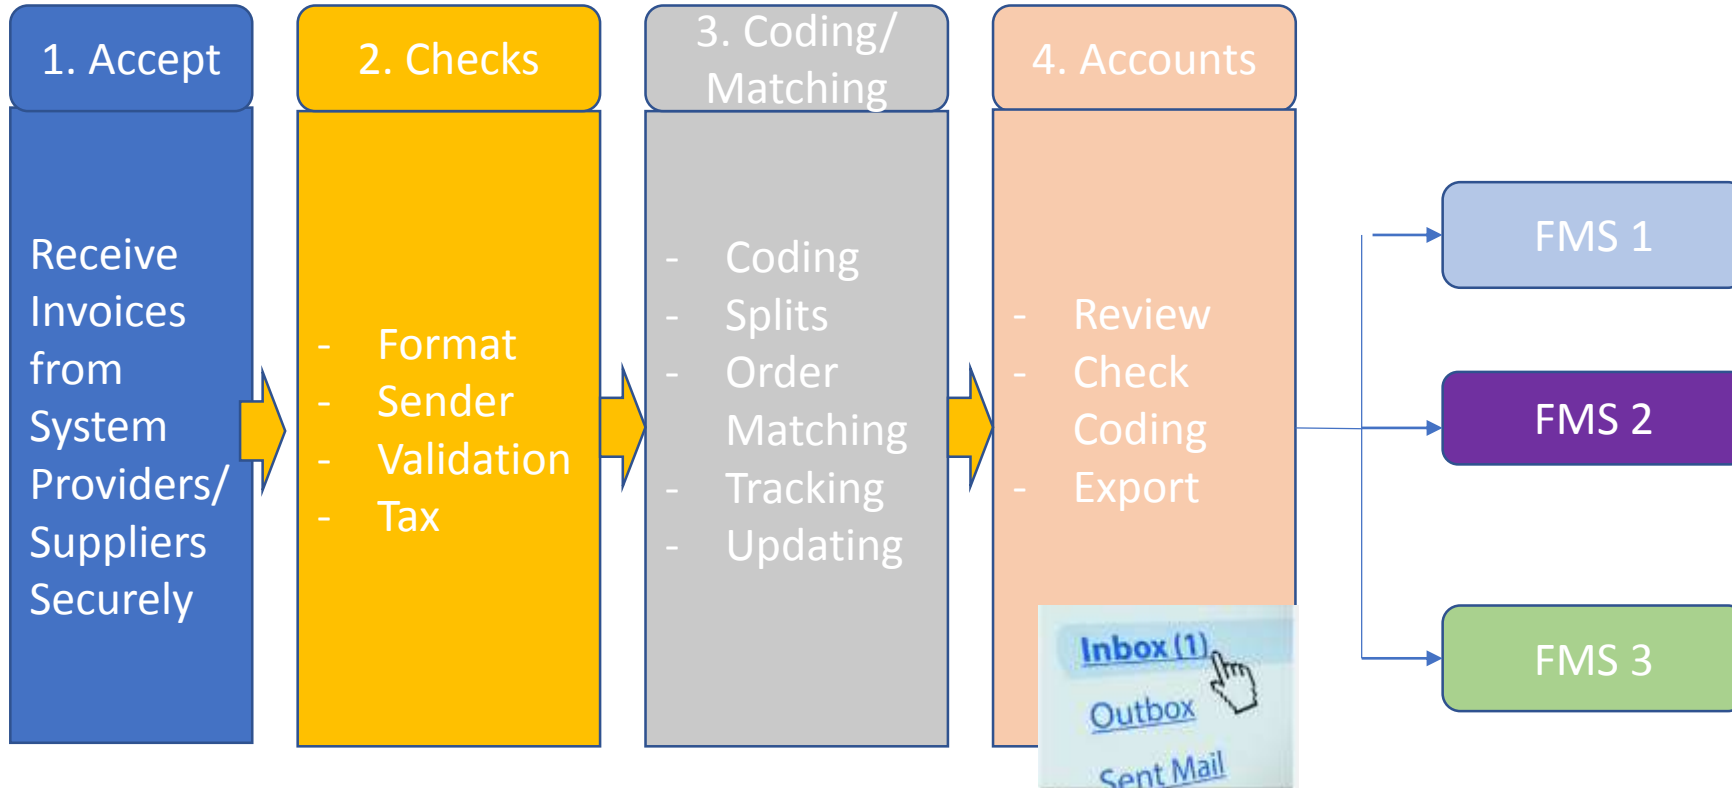 1. Accept
Receive
Invoices
from
System
Providers/
Suppliers
Securely
2. Checks
- Format
- Sender
- Validation
- Tax
3. Coding/
Matching
- Coding
- Splits
- Order
Matching
- Tracking
- Updating
4. Accounts
- Review
- Check
Coding
- Export
Inbox (1)
Outbox
Sent Mail
FMS 1
FMS 2
FMS 3